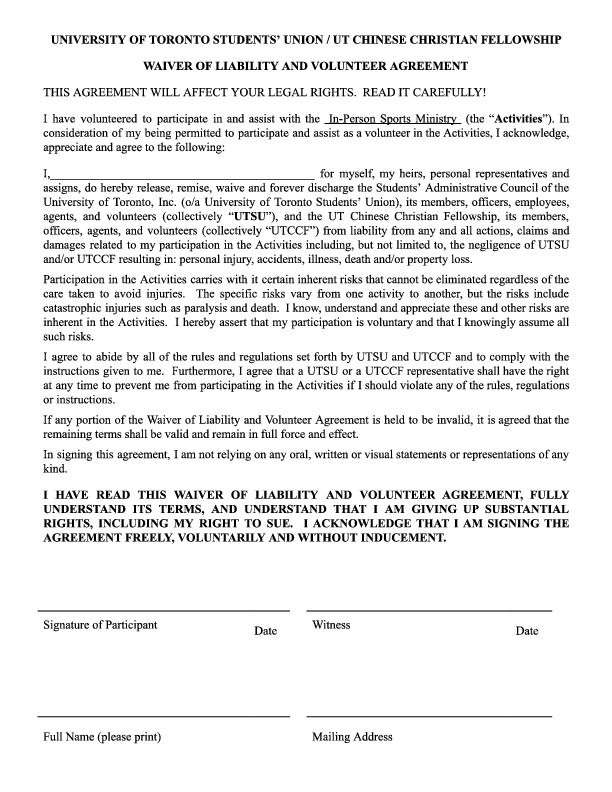 UNIVERSITY OF TORONTO STUDENTS' UNION / UT CHINESE CHRISTIAN FELLOWSHIP
WAIVER OF LIABILITY AND VOLUNTEER AGREEMENT
THIS AGREEMENT WILL AFFECT YOUR LEGAL RIGHTS.  READ IT CAREFULLY!
I have volunteered to participate in and assist with the  In-Person Sports Ministry  (the “Activities”). In
consideration of my being permitted to participate and assist as a volunteer in the Activities, I acknowledge,
appreciate and agree to the following:
I,__________________________________________ for myself, my heirs, personal representatives and
assigns, do hereby release, remise, waive and forever discharge the Students’ Administrative Council of the
University of Toronto, Inc. (o/a University of Toronto Students’ Union), its members, officers, employees,
agents, and volunteers (collectively “UTSU”), and the UT Chinese Christian Fellowship, its members,
officers, agents, and volunteers (collectively “UTCCF”) from liability from any and all actions, claims and
damages related to my participation in the Activities including, but not limited to, the negligence of UTSU
and/or UTCCF resulting in: personal injury, accidents, illness, death and/or property loss.
Participation in the Activities carries with it certain inherent risks that cannot be eliminated regardless of the
care taken to avoid injuries.  The specific risks vary from one activity to another, but the risks include
catastrophic injuries such as paralysis and death.  I know, understand and appreciate these and other risks are
inherent in the Activities.  I hereby assert that my participation is voluntary and that I knowingly assume all
such risks.
I agree to abide by all of the rules and regulations set forth by UTSU and UTCCF and to comply with the
instructions given to me.  Furthermore, I agree that a UTSU or a UTCCF representative shall have the right
at any time to prevent me from participating in the Activities if I should violate any of the rules, regulations
or instructions.
If any portion of the Waiver of Liability and Volunteer Agreement is held to be invalid, it is agreed that the
remaining terms shall be valid and remain in full force and effect.
In signing this agreement, I am not relying on any oral, written or visual statements or representations of any
kind.
I HAVE READ THIS WAIVER OF LIABILITY AND VOLUNTEER AGREEMENT, FULLY
UNDERSTAND ITS TERMS, AND UNDERSTAND THAT I AM GIVING UP SUBSTANTIAL
RIGHTS, INCLUDING MY RIGHT TO SUE.  I ACKNOWLEDGE THAT I AM SIGNING THE
AGREEMENT FREELY, VOLUNTARILY AND WITHOUT INDUCEMENT.
Signature of Participant Date Witness Date
Full Name (please print) Mailing Address